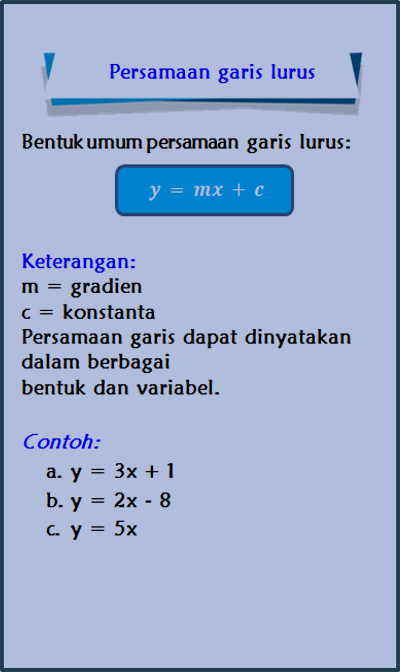 Persamaan garis lurus
Bentuk umum persamaan garis lurus:
y = mx + c
Keterangan:
m = gradien
c = konstanta
Persamaan garis dapat dinyatakan
dalam berbagai
bentuk dan variabel.
Contoh:
a. y = 3x + 1
b. y = 2x - 8
c. y = 5x